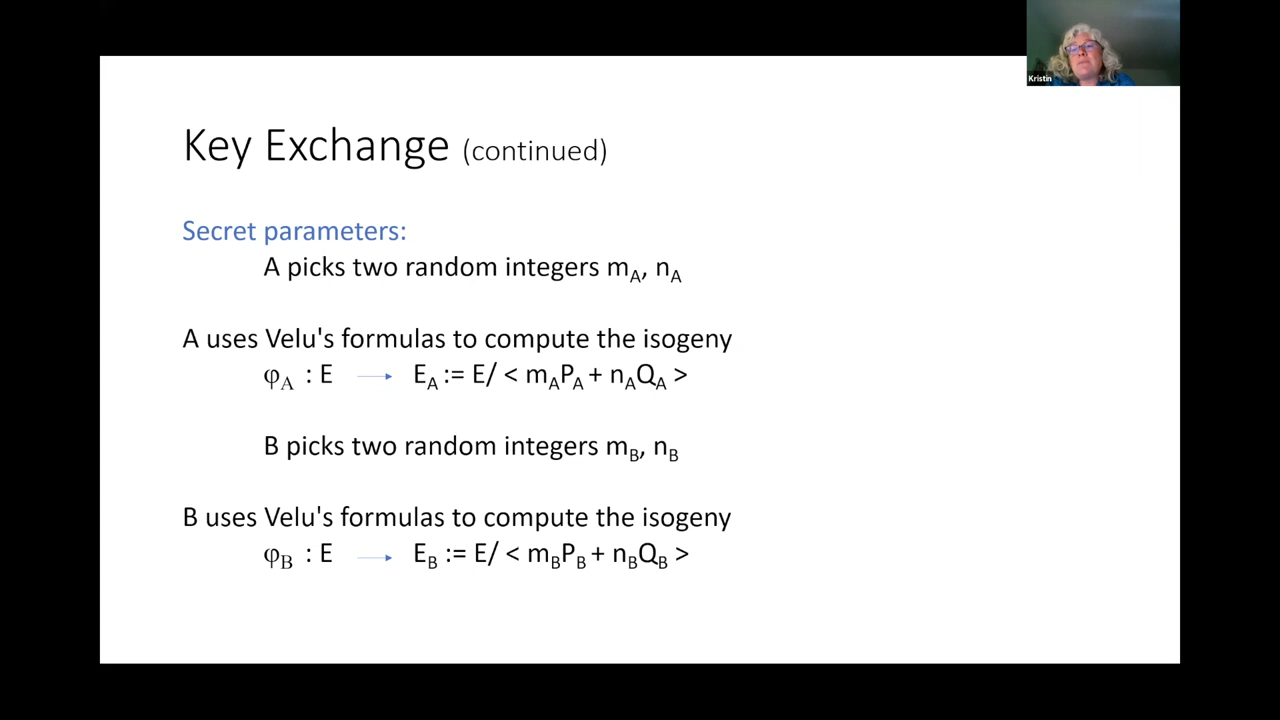 Kristin
Key Exchange (continued)
Secret parameters:
A picks two random integers mA, nA
A uses Velu's formulas to compute the isogeny
φA : E → EA := E/ < mAPA + nAQA >
B picks two random integers mB, nB
B uses Velu's formulas to compute the isogeny
φB : E → EB := E/ < mBPB + nBQB >